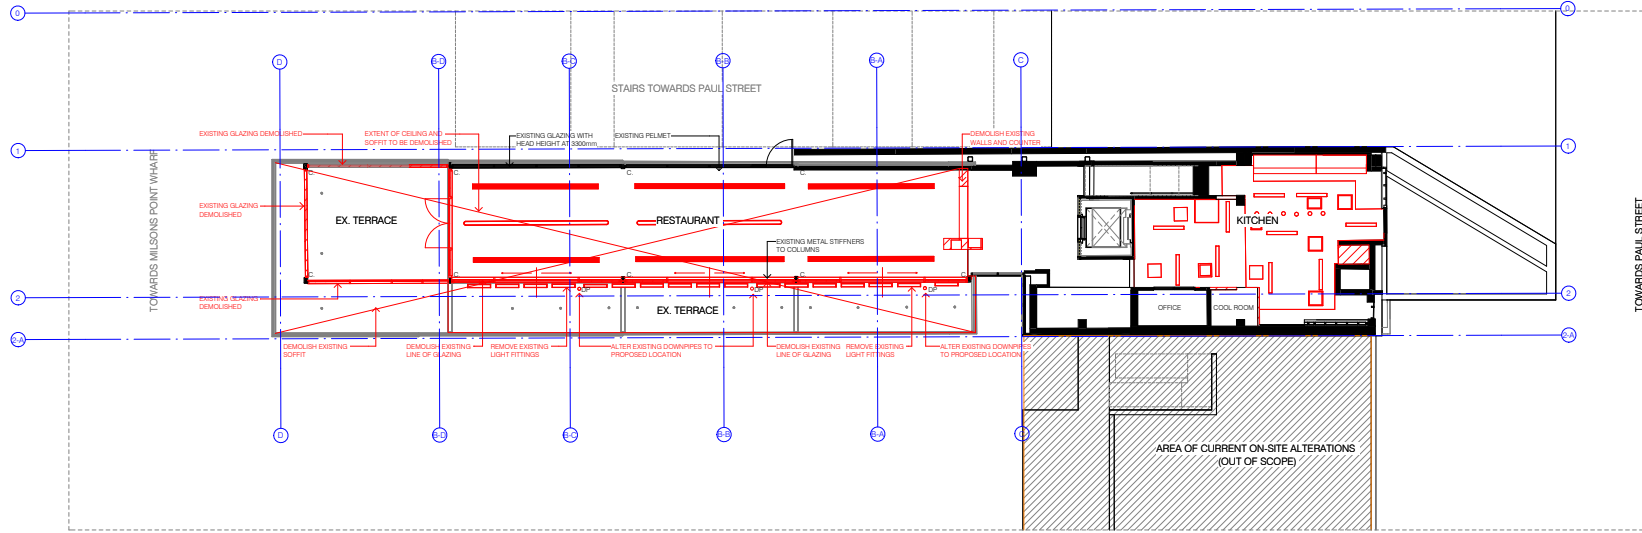 0
0
D
B-D
B-C
B-B
B-A
C
STAIRS TOWARDS PAUL STREET
EXISTING GLAZING DEMOLISHED
EXTENT OF CEILING AND
SOFFIT TO BE DEMOLISHED
EXISTING GLAZING WITH
HEAD HEIGHT AT 3300mm
EXISTING PELMET
DEMOLISH EXISTING
WALLS AND COUNTER
1
1
C.
C.
C.
C.
TOWARDS MILSONS POINT WHARF
EXISTING GLAZING
DEMOLISHED
EX. TERRACE
RESTAURANT
KITCHEN
TOWARDS PAUL STREET
EXISTING METAL STIFFNERS
TO COLUMNS
C.
C.
C.
C.
C.
DP
DP
DP
2
2
EXISTING GLAZING
DEMOLISHED
EX. TERRACE
OFFICE
COOL ROOM
2-A
2-A
DEMOLISH EXISTING
SOFFIT
DEMOLISH EXISTING
LINE OF GLAZING
REMOVE EXISTING
LIGHT FITTINGS
ALTER EXISTING DOWNPIPES TO
PROPOSED LOCATION
DEMOLISH EXISTING
LINE OF GLAZING
REMOVE EXISTING
LIGHT FITTINGS
ALTER EXISTING DOWNPIPES
TO PROPOSED LOCATION
D
B-D
B-C
B-B
B-A
C
AREA OF CURRENT ON-SITE ALTERATIONS
(OUT OF SCOPE)